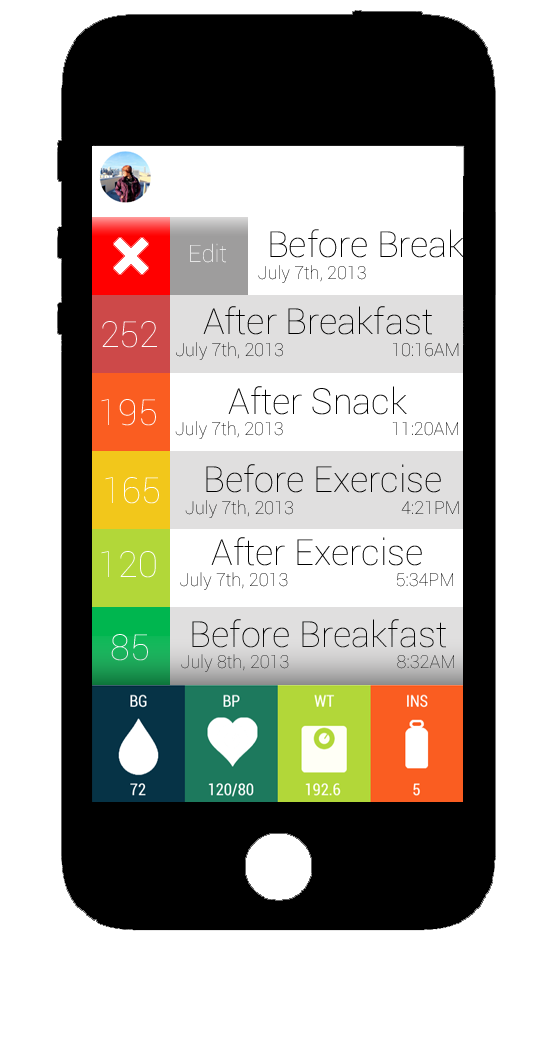 Edit
Before Break
July 7th, 2013
252
After Breakfast
July 7th, 2013 10:16AM
195
After Snack
July 7th, 2013 11:20AM
165
Before Exercise
July 7th, 2013 4:21PM
120
After Exercise
July 7th, 2013 5:34PM
85
Before Breakfast
July 8th, 2013 8:32AM
BG BP WT INS
72 120/80 192.6 5